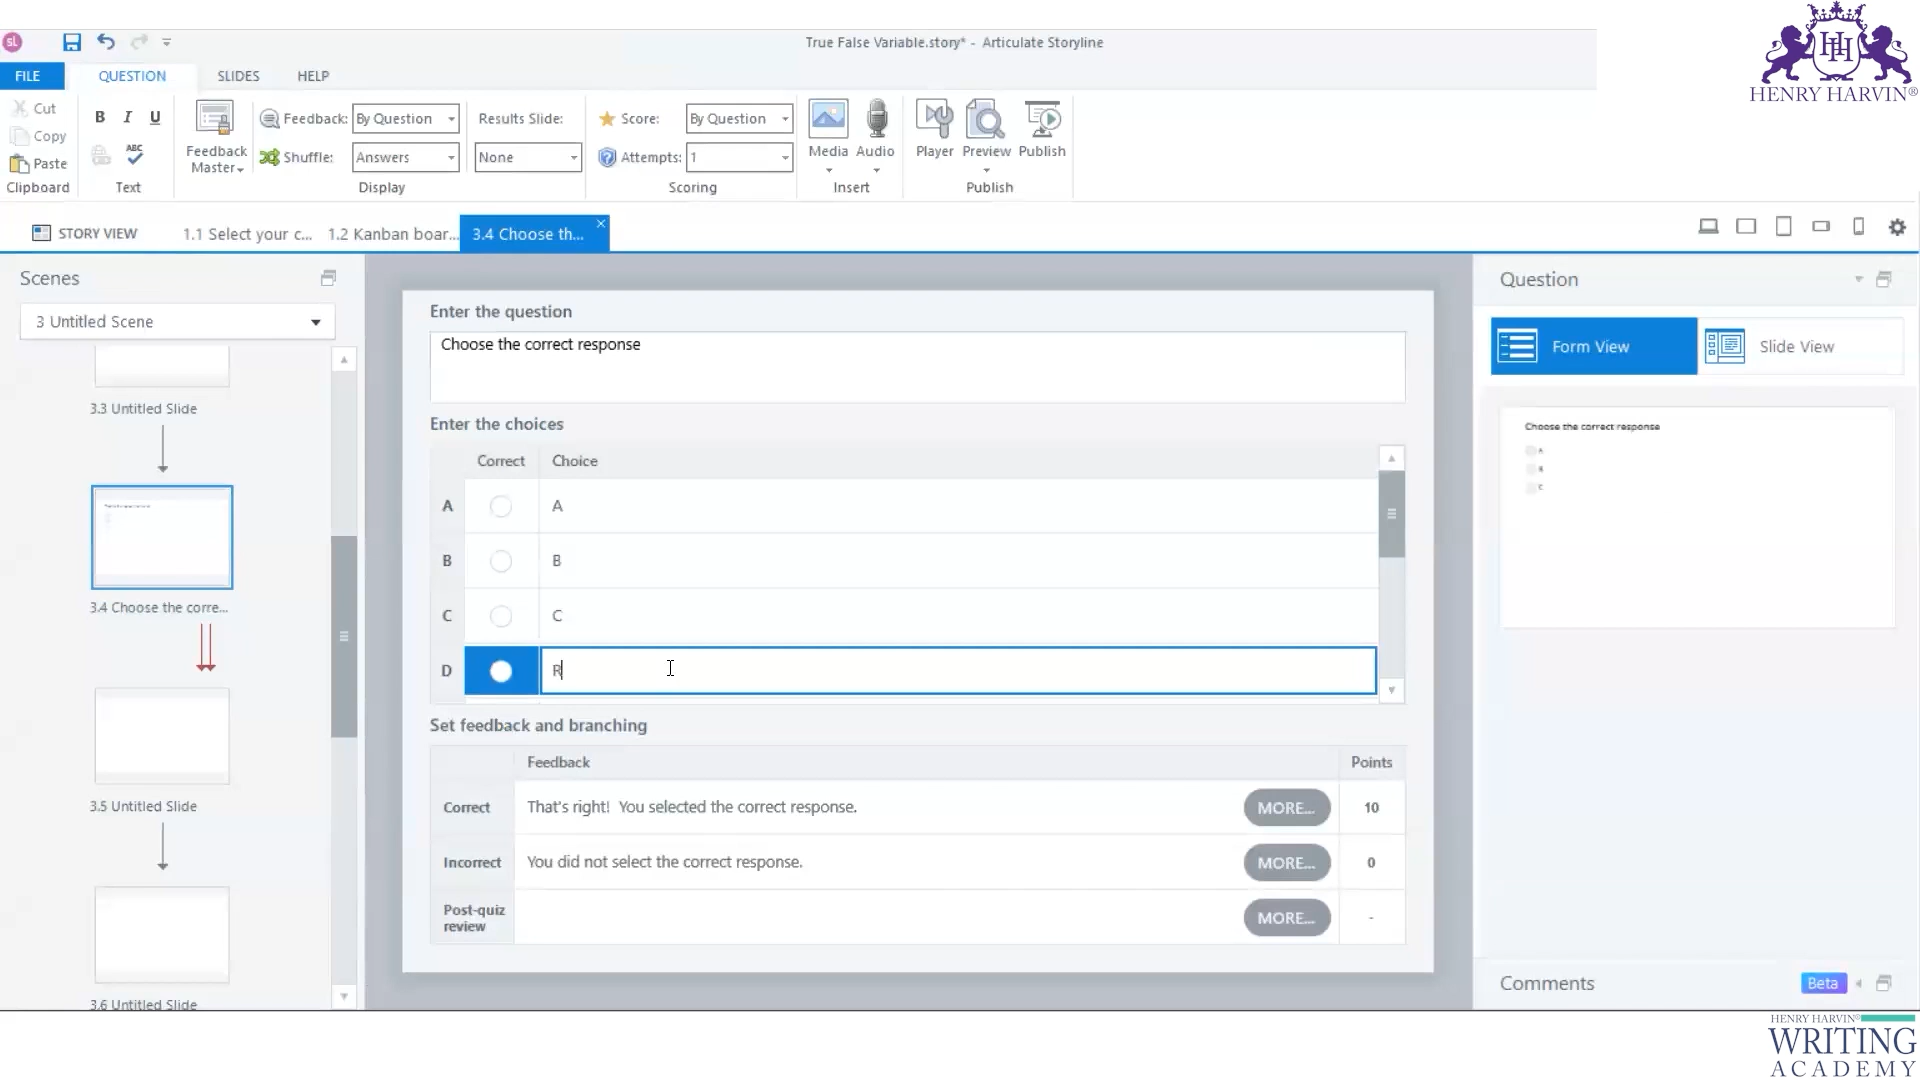 HENRY HARVIN®
sL
True False Variable.story* - Articulate Storyline
FILE
QUESTION
SLIDES
HELP
Cut
Copy
Paste
Clipboard
B I U
ABC
Text
Feedback Master
Feedback: By Question
Shuffle: Answers
Display
Results Slide:
None
Score: By Question
Attempts: 1
Scoring
Media
Audio
Insert
Player
Preview
Publish
Publish
STORY VIEW
1.1 Select your c...
1.2 Kanban boar...
3.4 Choose th...
Scenes
3 Untitled Scene
3.3 Untitled Slide
3.4 Choose the corre...
3.5 Untitled Slide
3.6 Untitled Slide
Enter the question
Choose the correct response
Enter the choices
Correct Choice
A A
B B
C C
D R
Set feedback and branching
Feedback Points
Correct That's right! You selected the correct response. MORE... 10
Incorrect You did not select the correct response. MORE... 0
Post-quiz review MORE... -
Question
Form View
Slide View
Choose the correct response
A
B
C
Comments
Beta
HENRY HARVIN®
WRITING
ACADEMY